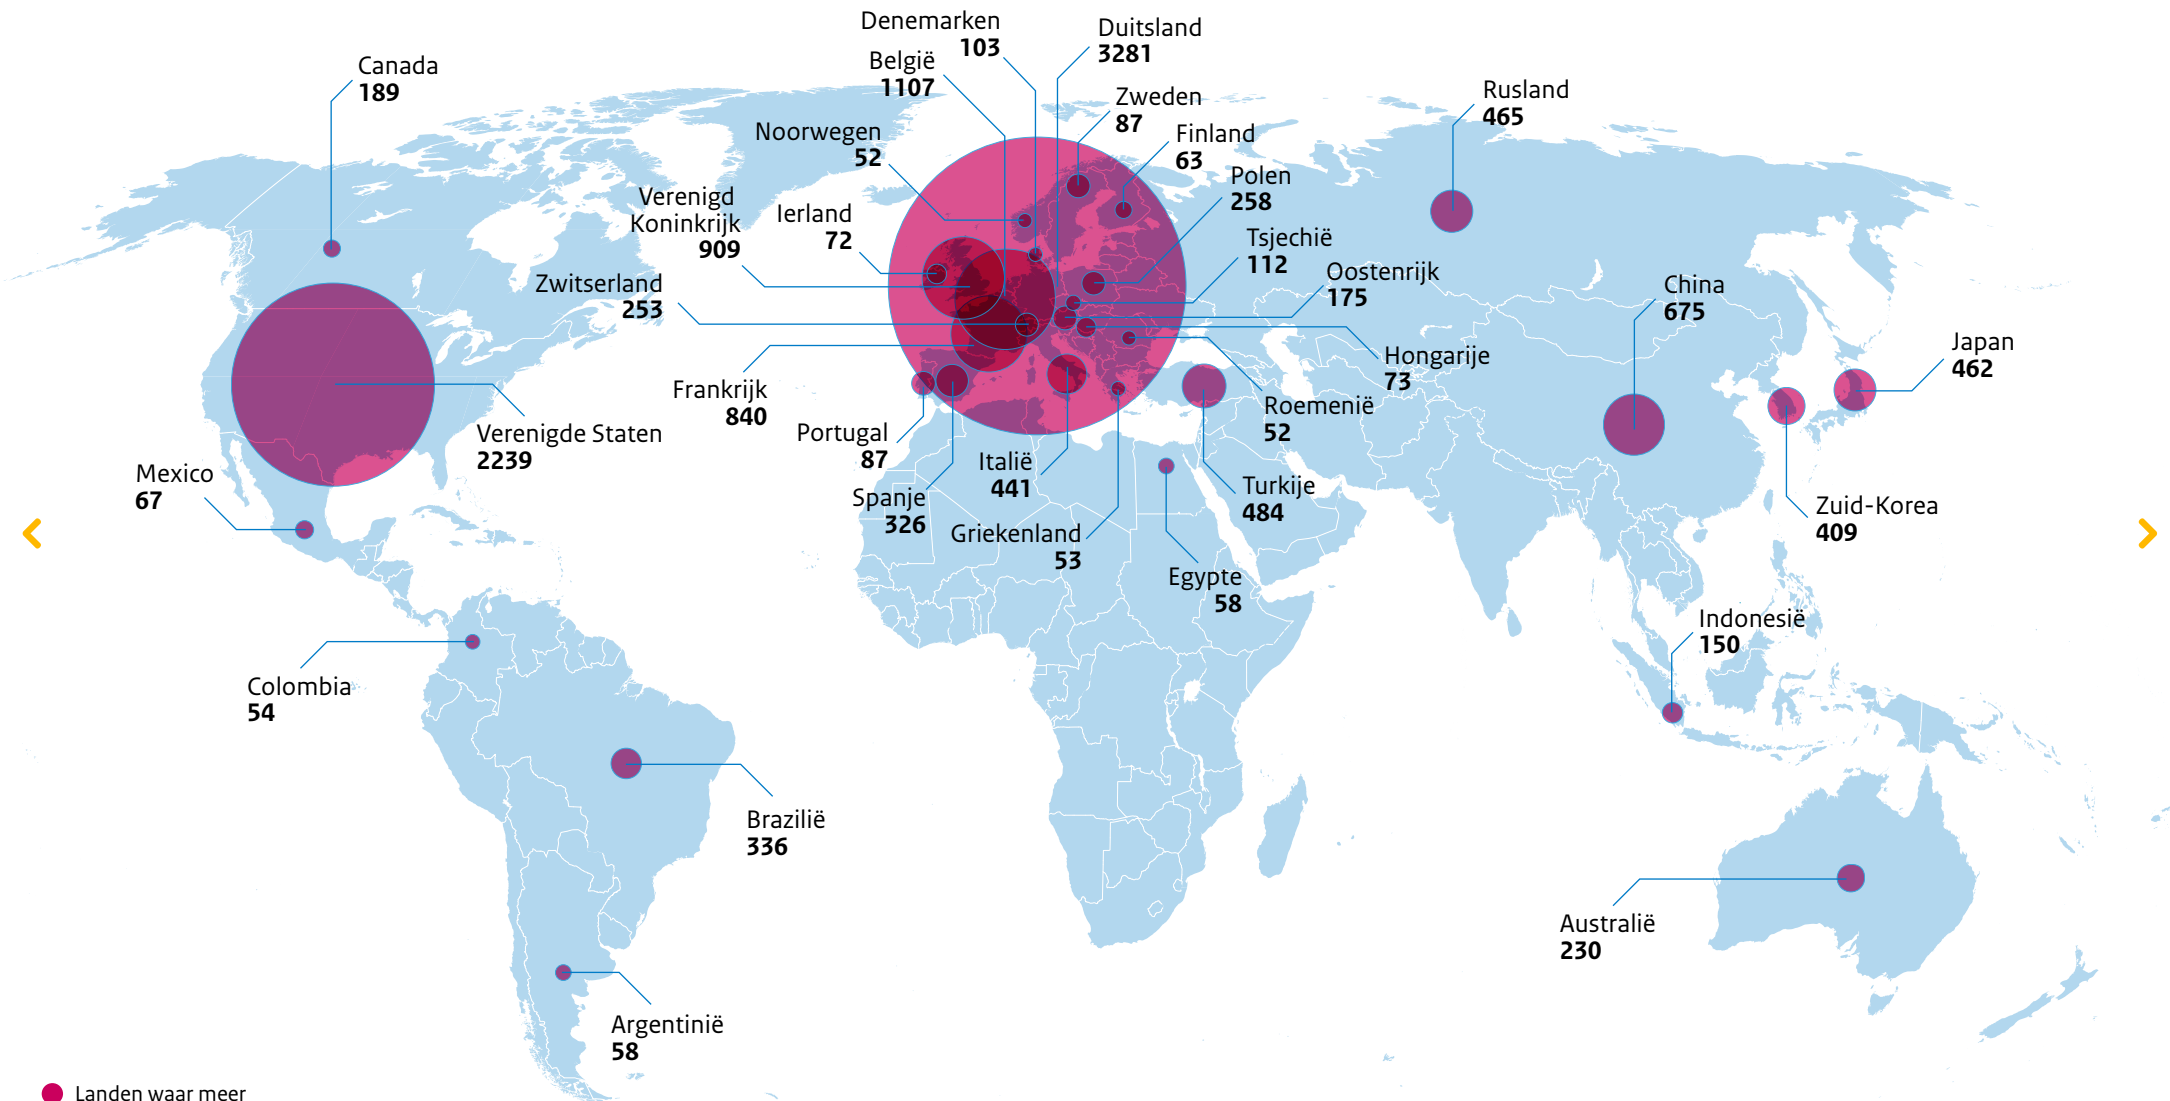 Denemarken
103
Duitsland
3281
België
1107
Canada
189
Zweden
87
Rusland
465
Noorwegen
52
Finland
63
Polen
258
Verenigd
Koninkrijk
909
Ierland
72
Tsjechië
112
Zwitserland
253
Oostenrijk
175
China
675
Japan
462
Hongarije
73
Frankrijk
840
Roemenië
52
Portugal
87
Verenigde Staten
2239
Italië
441
Mexico
67
Turkije
484
Spanje
326
Zuid-Korea
409
Griekenland
53
Egypte
58
Indonesië
150
Colombia
54
Brazilië
336
Australië
230
Argentinië
58
Landen waar meer